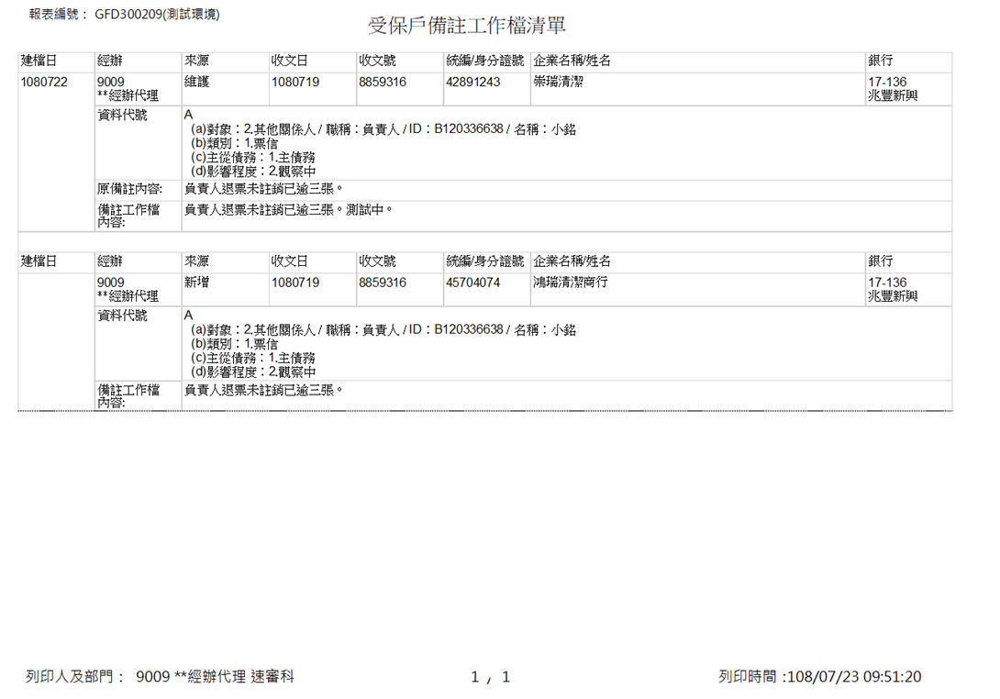 報表編號： GFD300209(測試環境)
受保戶備註工作檔清單
建檔日 經辦 來源 收文日 收文號 統編/身分證號 企業名稱/姓名 銀行
1080722 9009 維護 1080719 8859316 42891243 崇瑞清潔 17-136
**經辦代理 兆豐新興
資料代號 A
(a)對象：2.其他關係人 / 職稱：負責人 / ID：B120336638 / 名稱：小銘
(b)類別：1.票信
(c)主從債務：1.主債務
(d)影響程度：2.觀察中
原備註內容: 負責人退票未註銷已逾三張。
備註工作檔 負責人退票未註銷已逾三張。測試中。
內容:
建檔日 經辦 來源 收文日 收文號 統編/身分證號 企業名稱/姓名 銀行
9009 新增 1080719 8859316 45704074 鴻瑞清潔商行 17-136
**經辦代理 兆豐新興
資料代號 A
(a)對象：2.其他關係人 / 職稱：負責人 / ID：B120336638 / 名稱：小銘
(b)類別：1.票信
(c)主從債務：1.主債務
(d)影響程度：2.觀察中
備註工作檔 負責人退票未註銷已逾三張。
內容:
列印人及部門： 9009 **經辦代理 速審科 1 / 1 列印時間 :108/07/23 09:51:20